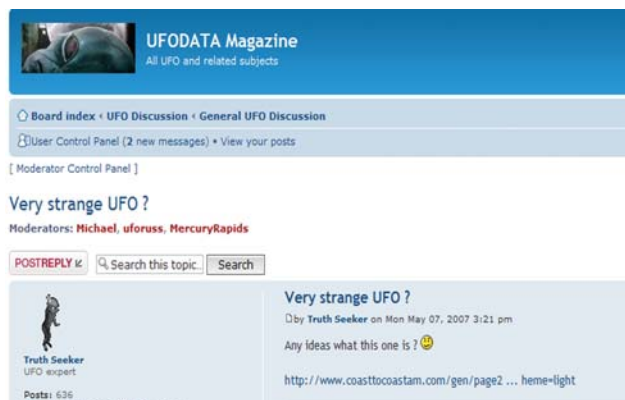 UFODATA Magazine
All UFO and related subjects
Board index ‹ UFO Discussion ‹ General UFO Discussion
User Control Panel (2 new messages) • View your posts
[ Moderator Control Panel ]
Very strange UFO ?
Moderators: Michael, uforuss, MercuryRapids
POSTREPLY Search this topic... Search
Very strange UFO ?
by Truth Seeker on Mon May 07, 2007 3:21 pm
Any ideas what this one is ?
http://www.coasttocoastam.com/gen/page2 ... heme=light
Truth Seeker
UFO expert
Posts: 636